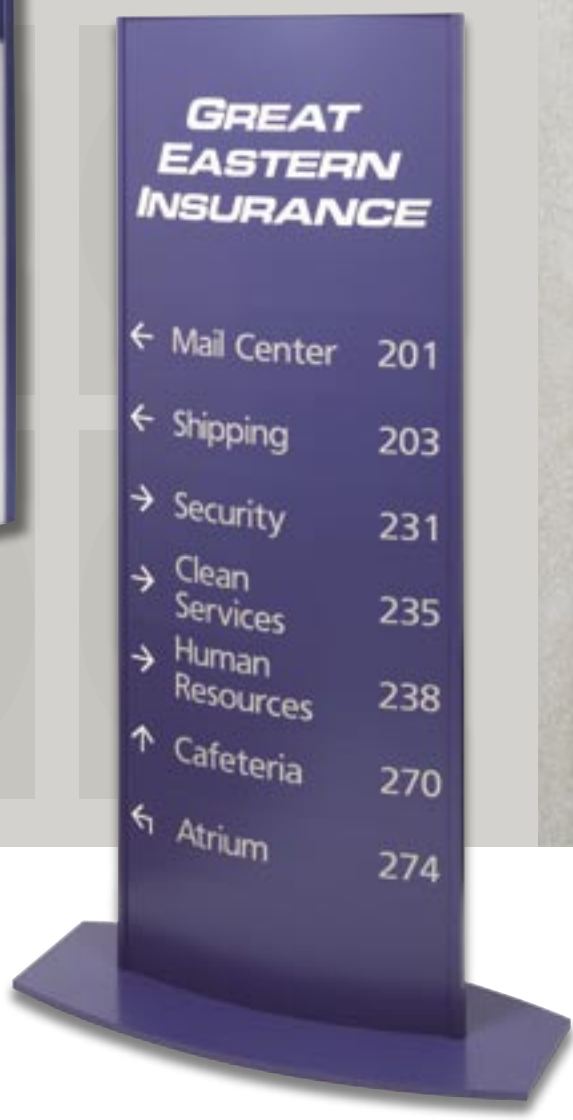 GREAT
EASTERN
INSURANCE
← Mail Center 201
← Shipping 203
→ Security 231
→ Clean
Services 235
→ Human
Resources 238
↑ Cafeteria 270
↰ Atrium 274